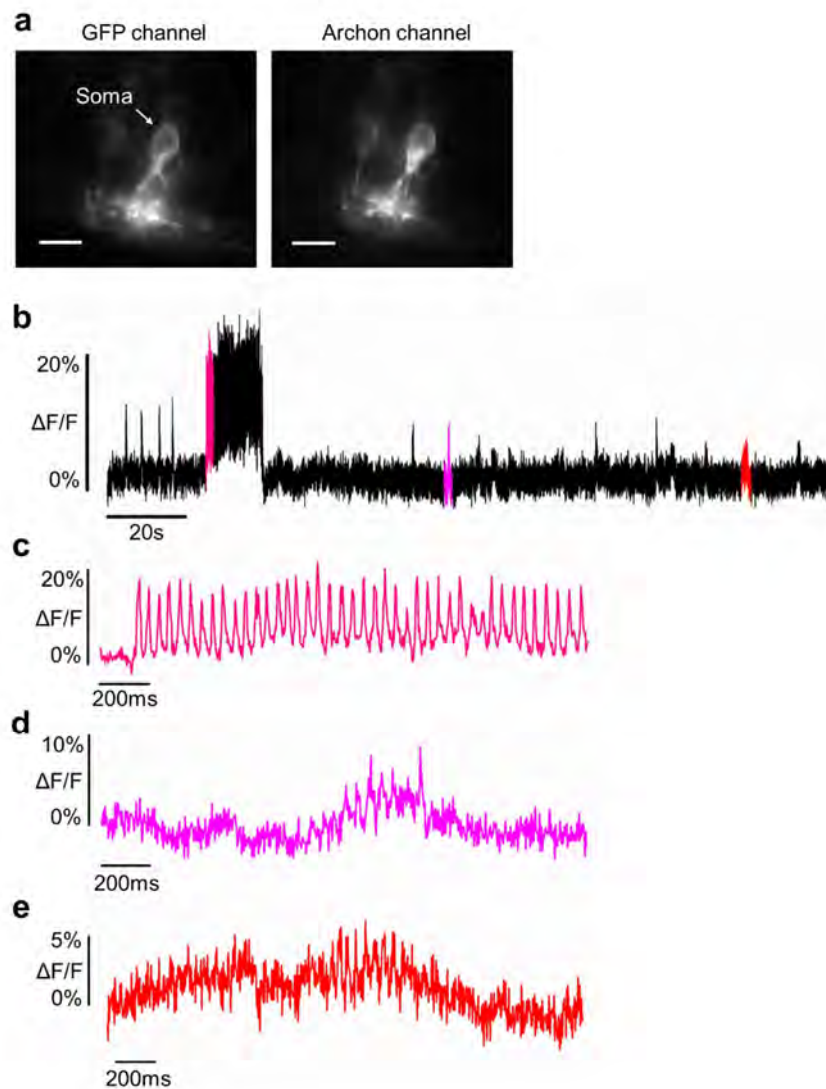 a
GFP channel
Archon channel
Soma
b
20%
ΔF/F
0%
20s
c
20%
ΔF/F
0%
200ms
d
10%
ΔF/F
0%
200ms
e
5%
ΔF/F
0%
200ms